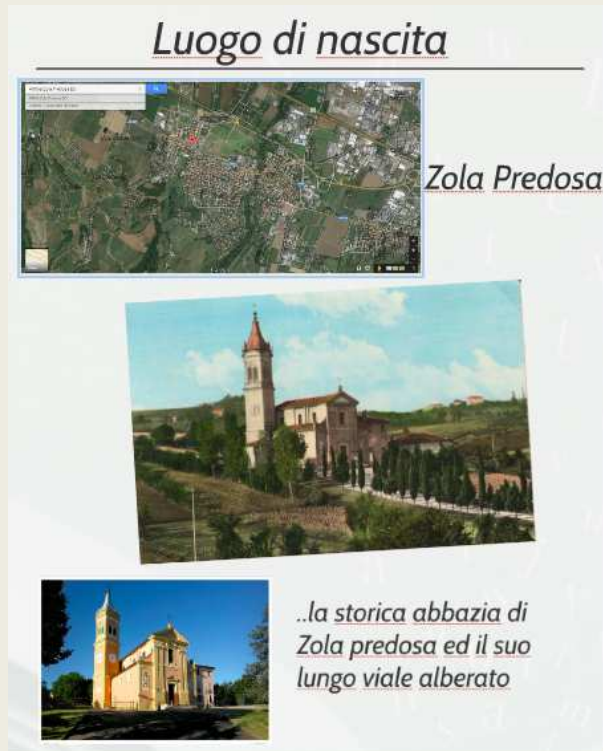 Luogo di nascita
Zola Predosa
..la storica abbazia di
Zola predosa ed il suo
lungo viale alberato